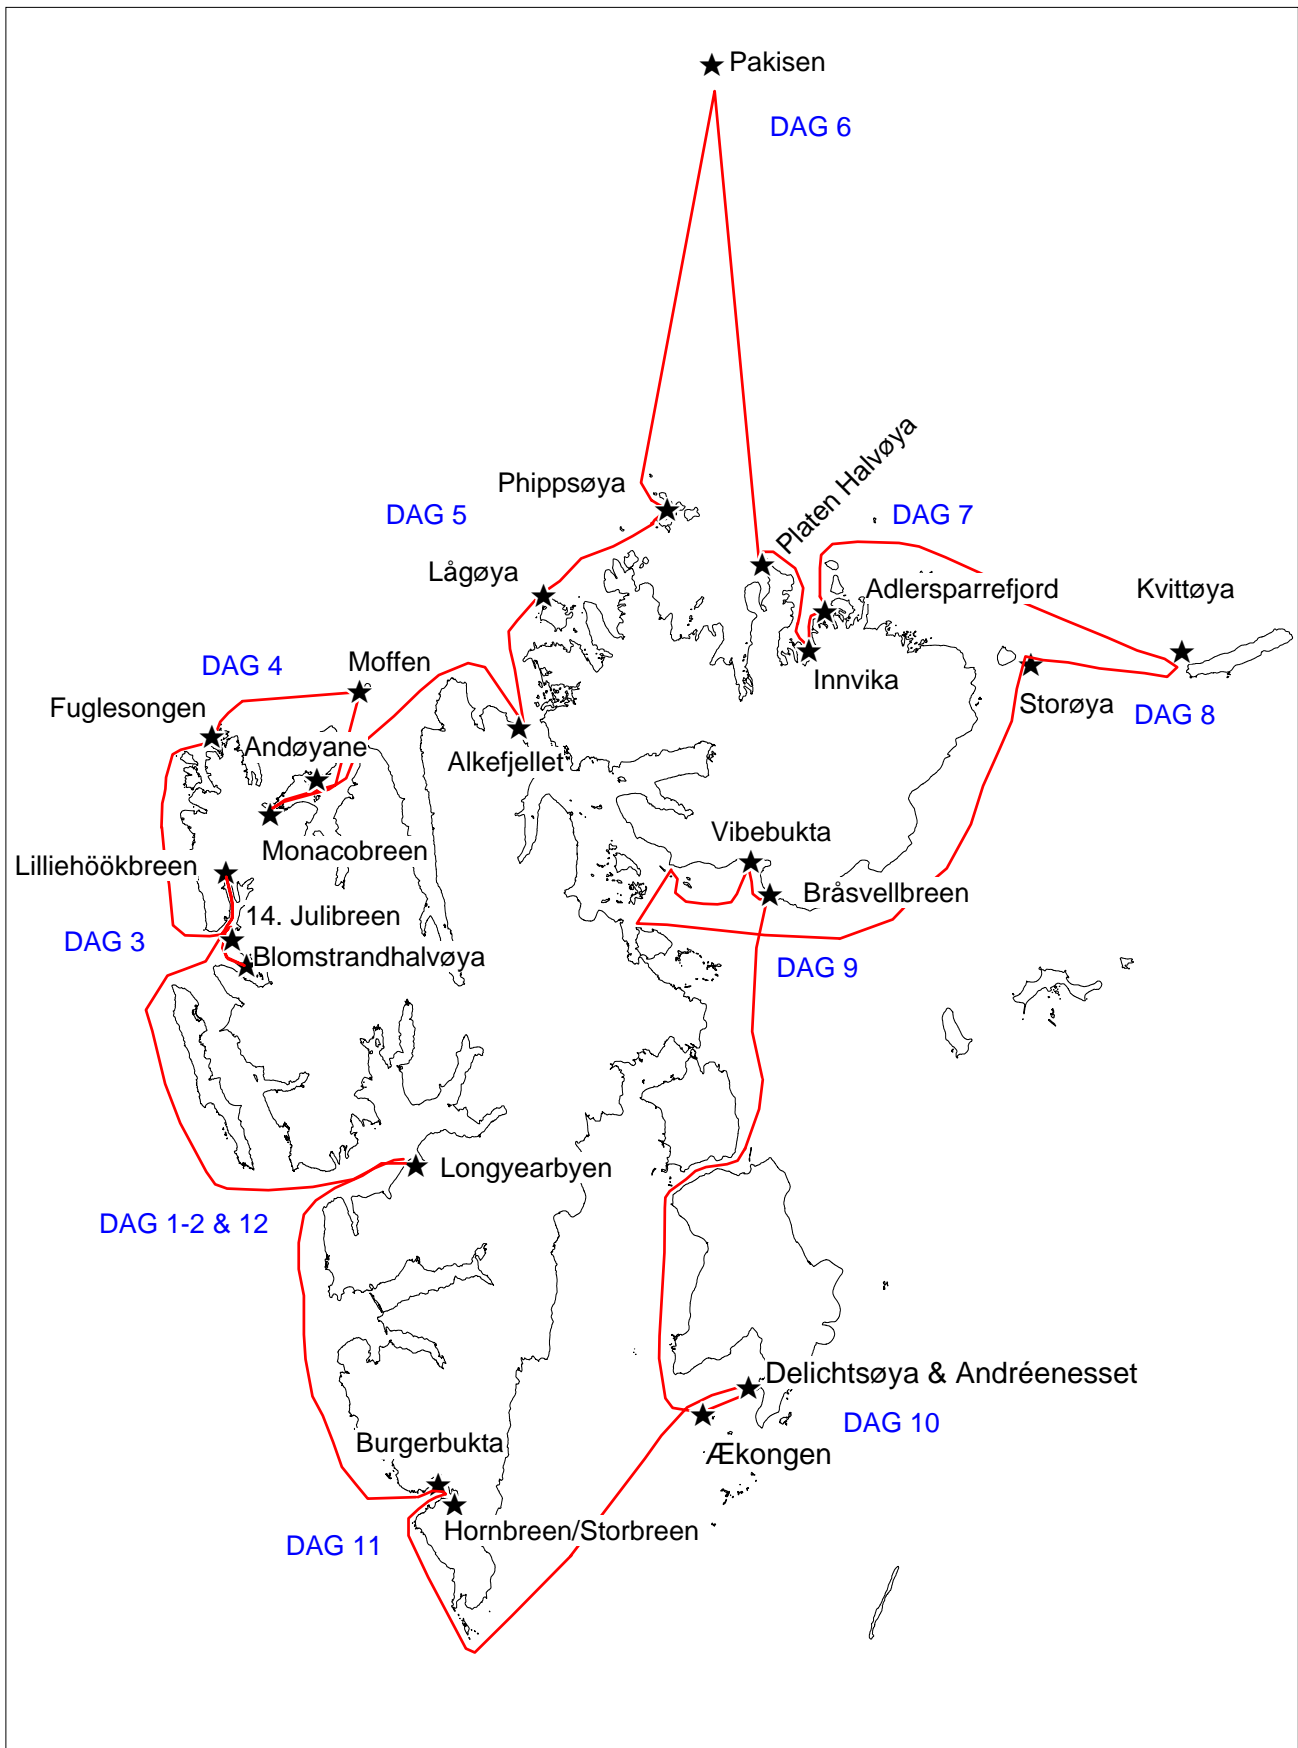 Pakisen
DAG 6
Platen Halvøya
Phippsøya
DAG 5
DAG 7
Lågøya
Adlersparrefjord
Kvittøya
DAG 4
Moffen
Innvika
Storøya
Fuglesongen
DAG 8
Andøyane
Alkefjellet
Vibebukta
Monacobreen
Lilliehöökbreen
Bråsvellbreen
14. Julibreen
DAG 3
Blomstrandhalvøya
DAG 9
Longyearbyen
DAG 1-2 & 12
Delichtsøya & Andréenesset
DAG 10
Burgerbukta
Ækongen
Hornbreen/Storbreen
DAG 11